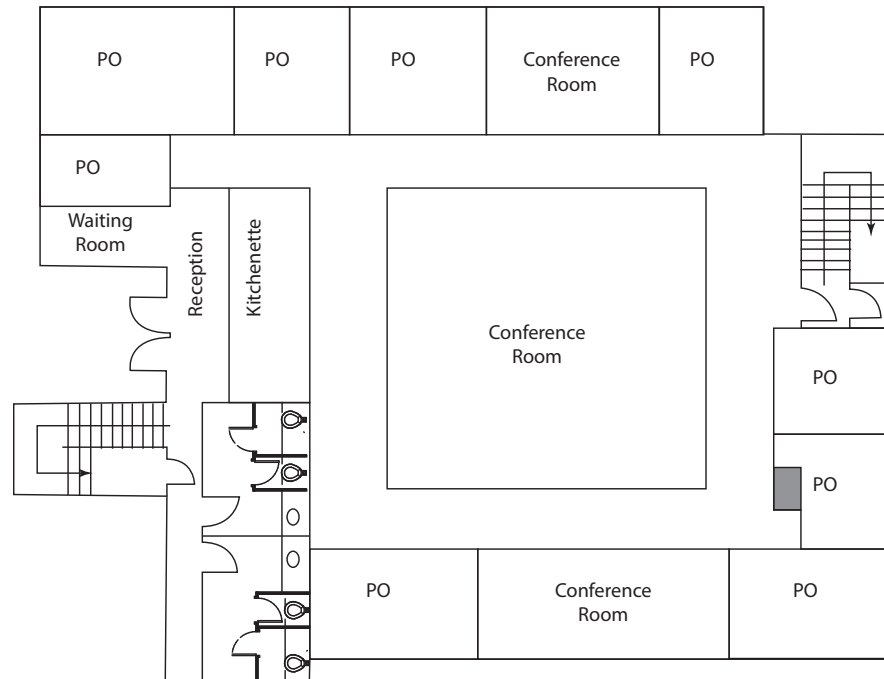 PO
PO
PO
Conference
Room
PO
PO
Waiting
Room
Reception
Kitchenette
Conference
Room
PO
PO
PO
Conference
Room
PO